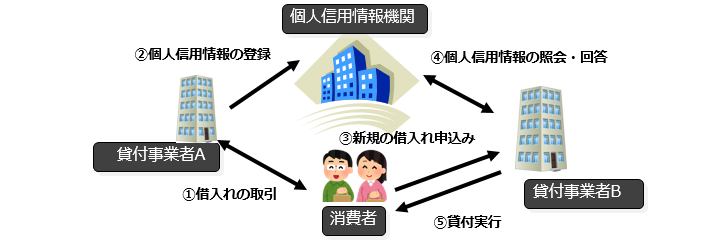 個人信用情報機関
②個人信用情報の登録
④個人信用情報の照会・回答
③新規の借入れ申込み
貸付事業者A
①借入れの取引
貸付事業者B
消費者
⑤貸付実行